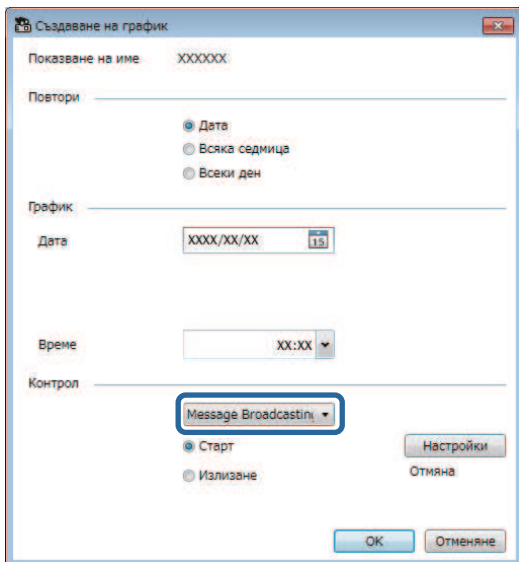 Създаване на график
Показване на име XXXXXX
Повтори
Дата
Всяка седмица
Всеки ден
График
Дата XXXX/XX/XX 15
Време XX:XX
Контрол
Message Broadcastin
Старт Настройки
Излизане Отмяна
OK Отменяне